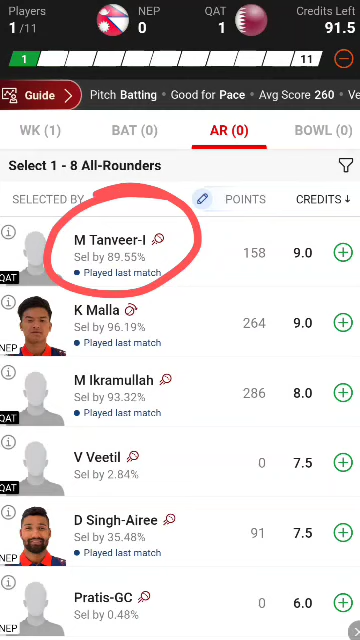 Players
NEP
QAT
Credits Left
1/11
0
1
91.5
1
11
Guide
Pitch Batting • Good for Pace • Avg Score 260 •
WK (1)
BAT (0)
AR (0)
BOWL (0)
Select 1 - 8 All-Rounders
SELECTED BY
POINTS
CREDITS↓
M Tanveer-I
Sel by 89.55%
• Played last match
QAT
158
9.0
K Malla
Sel by 96.19%
• Played last match
NEP
264
9.0
M Ikramullah
Sel by 93.32%
• Played last match
QAT
286
8.0
V Veetil
Sel by 2.84%
QAT
0
7.5
D Singh-Airee
Sel by 35.48%
• Played last match
NEP
91
7.5
Pratis-GC
Sel by 0.48%
NEP
0
6.0